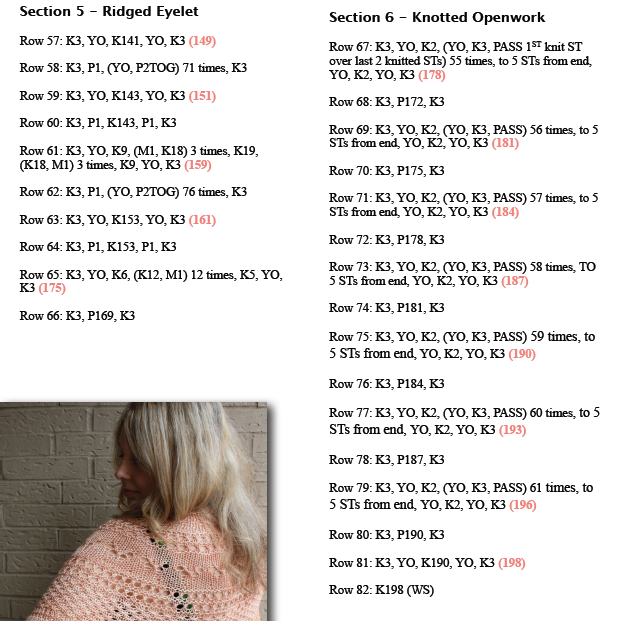 Section 5 – Ridged Eyelet
Row 57: K3, YO, K141, YO, K3 (149)
Row 58: K3, P1, (YO, P2TOG) 71 times, K3
Row 59: K3, YO, K143, YO, K3 (151)
Row 60: K3, P1, K143, P1, K3
Row 61: K3, YO, K9, (M1, K18) 3 times, K19,
(K18, M1) 3 times, K9, YO, K3 (159)
Row 62: K3, P1, (YO, P2TOG) 76 times, K3
Row 63: K3, YO, K153, YO, K3 (161)
Row 64: K3, P1, K153, P1, K3
Row 65: K3, YO, K6, (K12, M1) 12 times, K5, YO,
K3 (175)
Row 66: K3, P169, K3
Section 6 – Knotted Openwork
Row 67: K3, YO, K2, (YO, K3, PASS 1ST knit ST
over last 2 knitted STs) 55 times, to 5 STs from end,
YO, K2, YO, K3 (178)
Row 68: K3, P172, K3
Row 69: K3, YO, K2, (YO, K3, PASS) 56 times, to 5
STs from end, YO, K2, YO, K3 (181)
Row 70: K3, P175, K3
Row 71: K3, YO, K2, (YO, K3, PASS) 57 times, to 5
STs from end, YO, K2, YO, K3 (184)
Row 72: K3, P178, K3
Row 73: K3, YO, K2, (YO, K3, PASS) 58 times, TO
5 STs from end, YO, K2, YO, K3 (187)
Row 74: K3, P181, K3
Row 75: K3, YO, K2, (YO, K3, PASS) 59 times, to
5 STs from end, YO, K2, YO, K3 (190)
Row 76: K3, P184, K3
Row 77: K3, YO, K2, (YO, K3, PASS) 60 times, to 5
STs from end, YO, K2, YO, K3 (193)
Row 78: K3, P187, K3
Row 79: K3, YO, K2, (YO, K3, PASS) 61 times, to
5 STs from end, YO, K2, YO, K3 (196)
Row 80: K3, P190, K3
Row 81: K3, YO, K190, YO, K3 (198)
Row 82: K198 (WS)